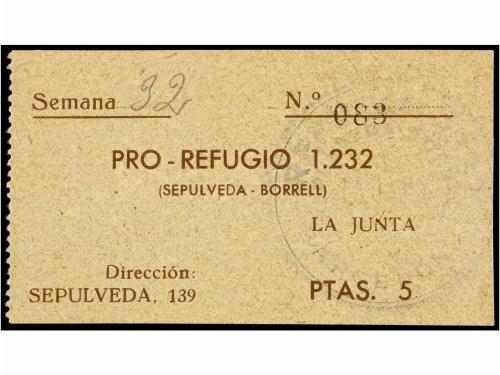 Semana 32 N.º 083
PRO-REFUGIO 1.232
(SEPULVEDA - BORRELL)
LA JUNTA
Dirección:
SEPULVEDA, 139
PTAS. 5